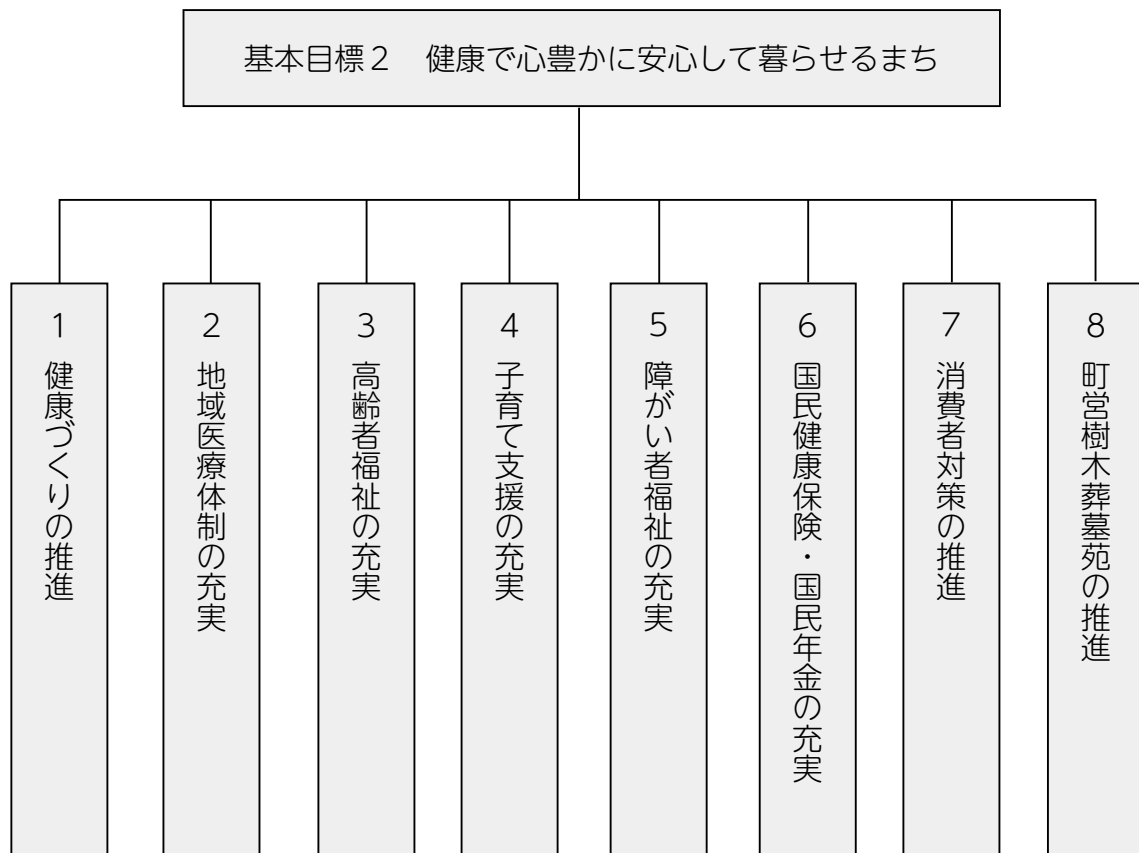 基本目標２　健康で心豊かに安心して暮らせるまち
１　健康づくりの推進
２　地域医療体制の充実
３　高齢者福祉の充実
４　子育て支援の充実
５　障がい者福祉の充実
６　国民健康保険・国民年金の充実
７　消費者対策の推進
８　町営樹木葬墓苑の推進